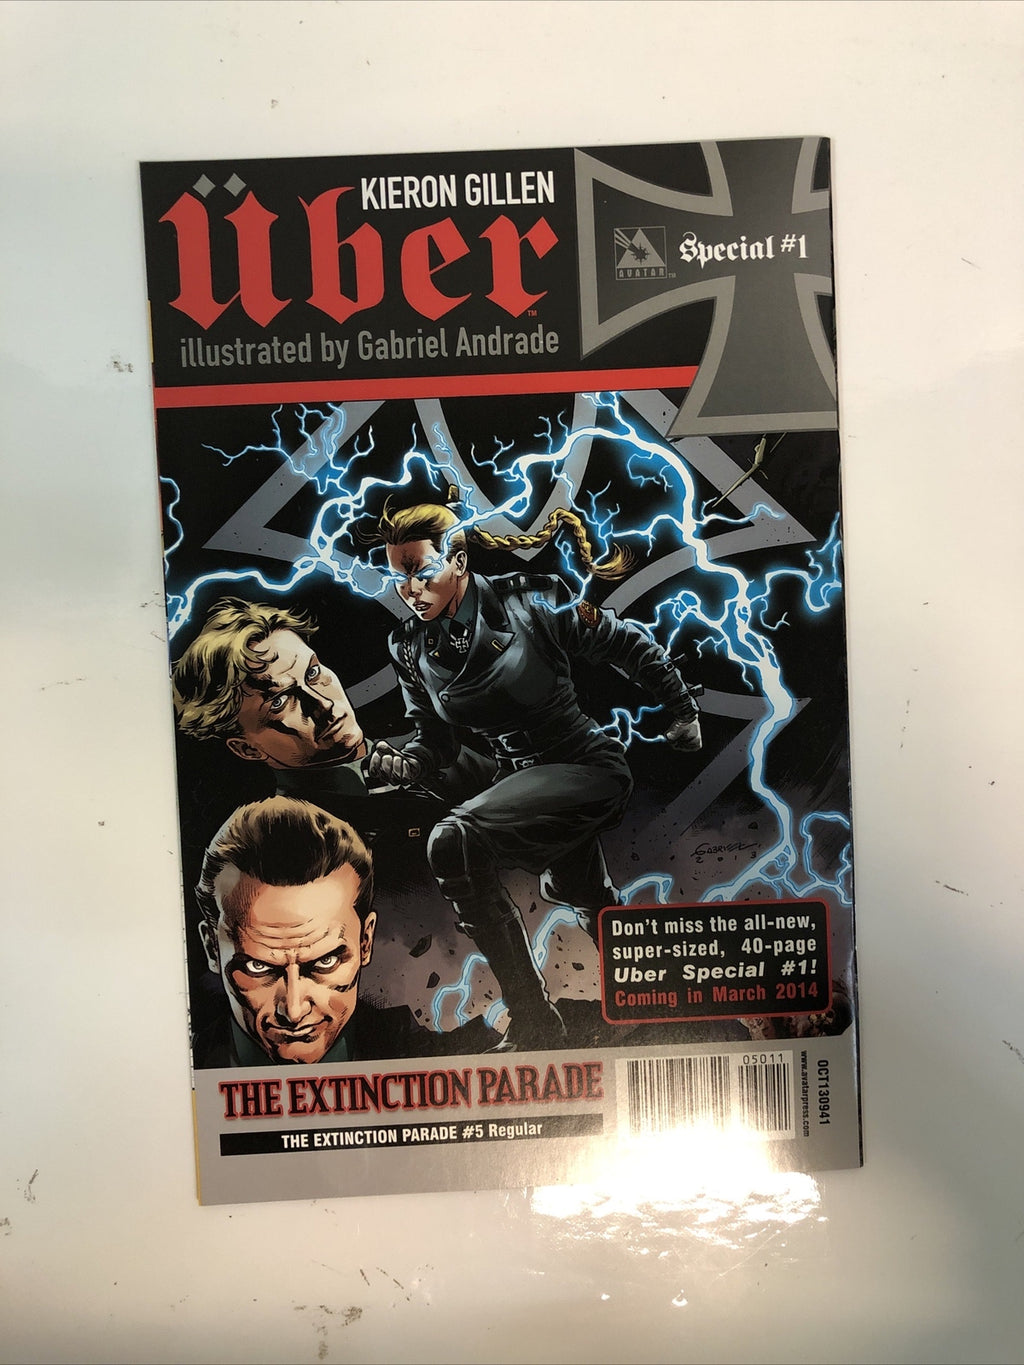 KIERON GILLEN
Über
TM
illustrated by Gabriel Andrade
AVATAR TM
Special #1
GABRIEL
2013
Don't miss the all-new,
super-sized, 40-page
Uber Special #1!
Coming in March 2014
THE EXTINCTION PARADE
THE EXTINCTION PARADE #5 Regular
05011
www.avatarpress.com
OCT130941